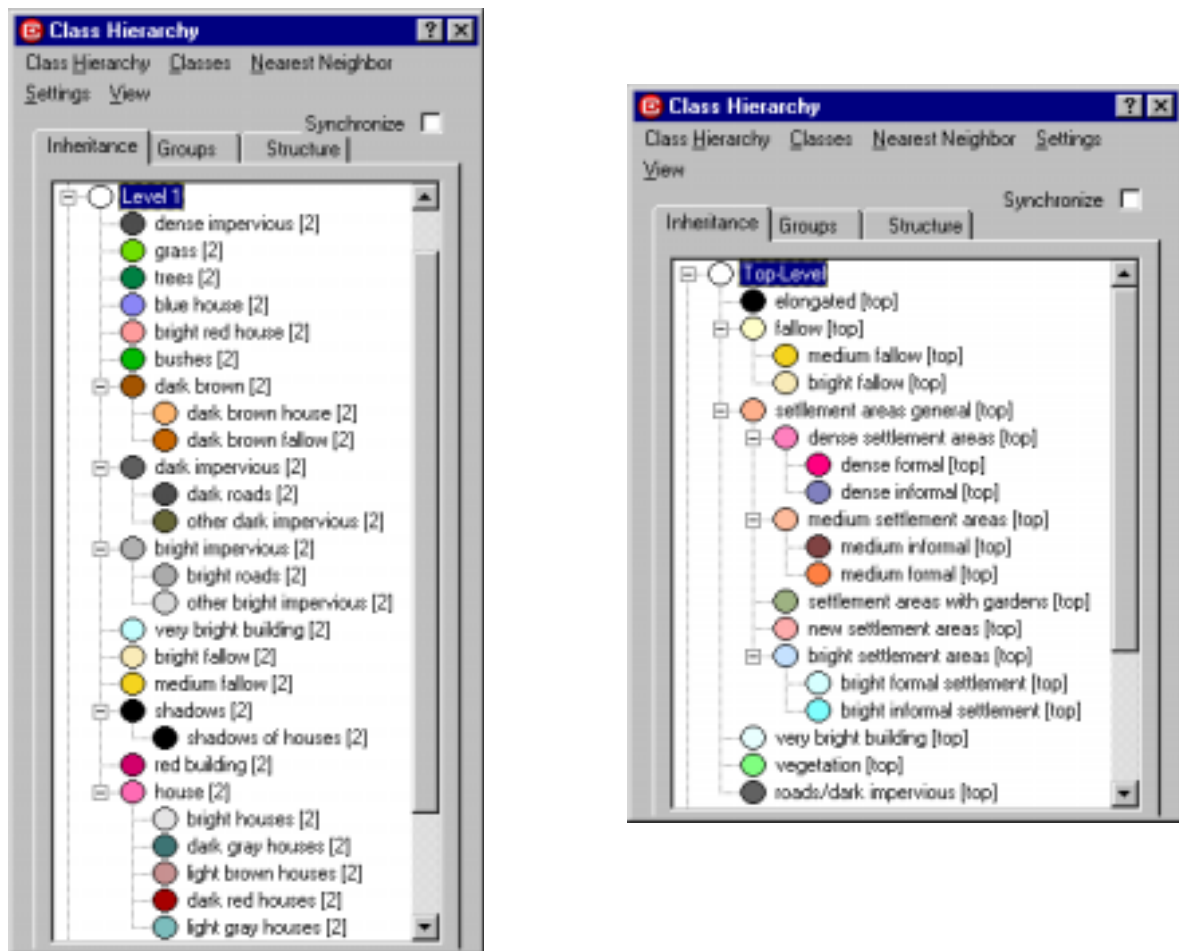 Class Hierarchy
Class Hierarchy Classes Nearest Neighbor
Settings View
Synchronize
Inheritance Groups Structure
Level 1
dense impervious [2]
grass [2]
trees [2]
blue house [2]
bright red house [2]
bushes [2]
dark brown [2]
dark brown house [2]
dark brown fallow [2]
dark impervious [2]
dark roads [2]
other dark impervious [2]
bright impervious [2]
bright roads [2]
other bright impervious [2]
very bright building [2]
bright fallow [2]
medium fallow [2]
shadows [2]
shadows of houses [2]
red building [2]
house [2]
bright houses [2]
dark gray houses [2]
light brown houses [2]
dark red houses [2]
light gray houses [2]
Class Hierarchy
Class Hierarchy Classes Nearest Neighbor Settings
View
Synchronize
Inheritance Groups Structure
Top-Level
elongated [top]
fallow [top]
medium fallow [top]
bright fallow [top]
settlement areas general [top]
dense settlement areas [top]
dense formal [top]
dense informal [top]
medium settlement areas [top]
medium informal [top]
medium formal [top]
settlement areas with gardens [top]
new settlement areas [top]
bright settlement areas [top]
bright formal settlement [top]
bright informal settlement [top]
very bright building [top]
vegetation [top]
roads/dark impervious [top]